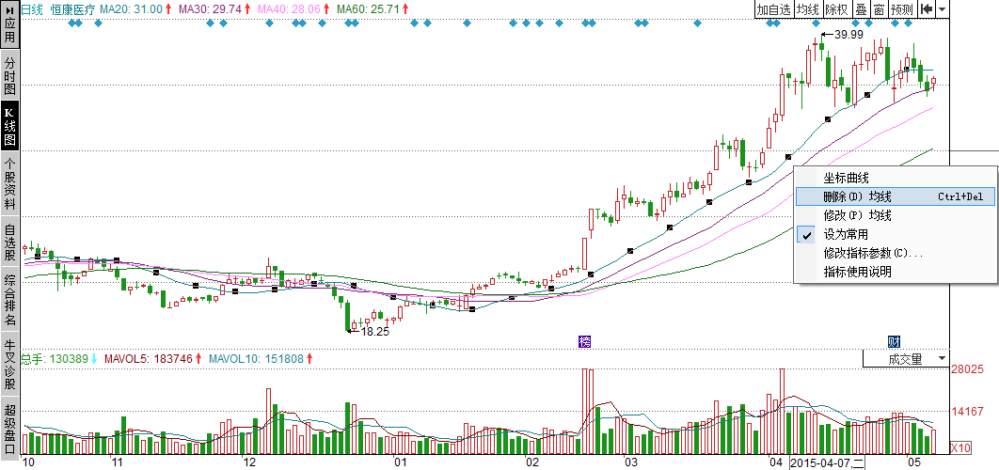 日线 恒康医疗 MA20: 31.00 MA30: 29.74 MA40: 28.06 MA60: 25.71
加自选 均线 除权 叠 窗 预测
应用
分时图
K线图
个股资料
自选股
综合排名
牛叉诊股
超级盘口
39.99
坐标曲线
删除(D) 均线 Ctrl+Del
修改(P) 均线
设为常用
修改指标参数(C)...
指标使用说明
18.25
榜
财
总手: 130389 MAVOL5: 183746 MAVOL10: 151808
成交量
28025
14167
X10
10 11 12 01 02 03 04 2015-04-07,二 05